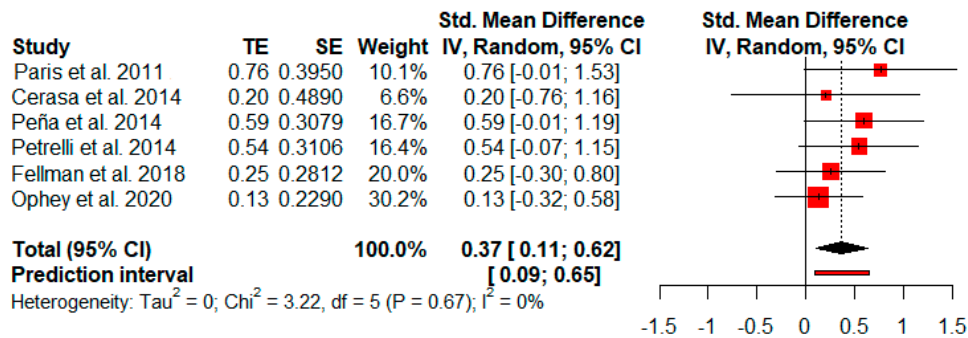 Std. Mean Difference Std. Mean Difference
Study TE SE Weight IV, Random, 95% CI IV, Random, 95% CI
Paris et al. 2011 0.76 0.3950 10.1% 0.76 [-0.01; 1.53]
Cerasa et al. 2014 0.20 0.4890 6.6% 0.20 [-0.76; 1.16]
Peña et al. 2014 0.59 0.3079 16.7% 0.59 [-0.01; 1.19]
Petrelli et al. 2014 0.54 0.3106 16.4% 0.54 [-0.07; 1.15]
Fellman et al. 2018 0.25 0.2812 20.0% 0.25 [-0.30; 0.80]
Ophey et al. 2020 0.13 0.2290 30.2% 0.13 [-0.32; 0.58]
Total (95% CI) 100.0% 0.37 [ 0.11; 0.62]
Prediction interval [ 0.09; 0.65]
Heterogeneity: Tau² = 0; Chi² = 3.22, df = 5 (P = 0.67); I² = 0%
-1.5 -1 -0.5 0 0.5 1 1.5